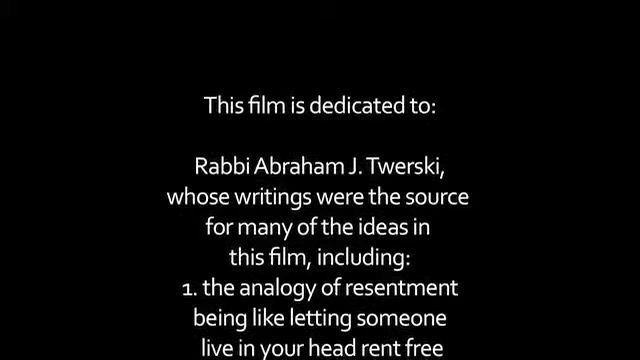 This film is dedicated to:
Rabbi Abraham J. Twerski,
whose writings were the source
for many of the ideas in
this film, including:
1. the analogy of resentment
being like letting someone
live in your head rent free